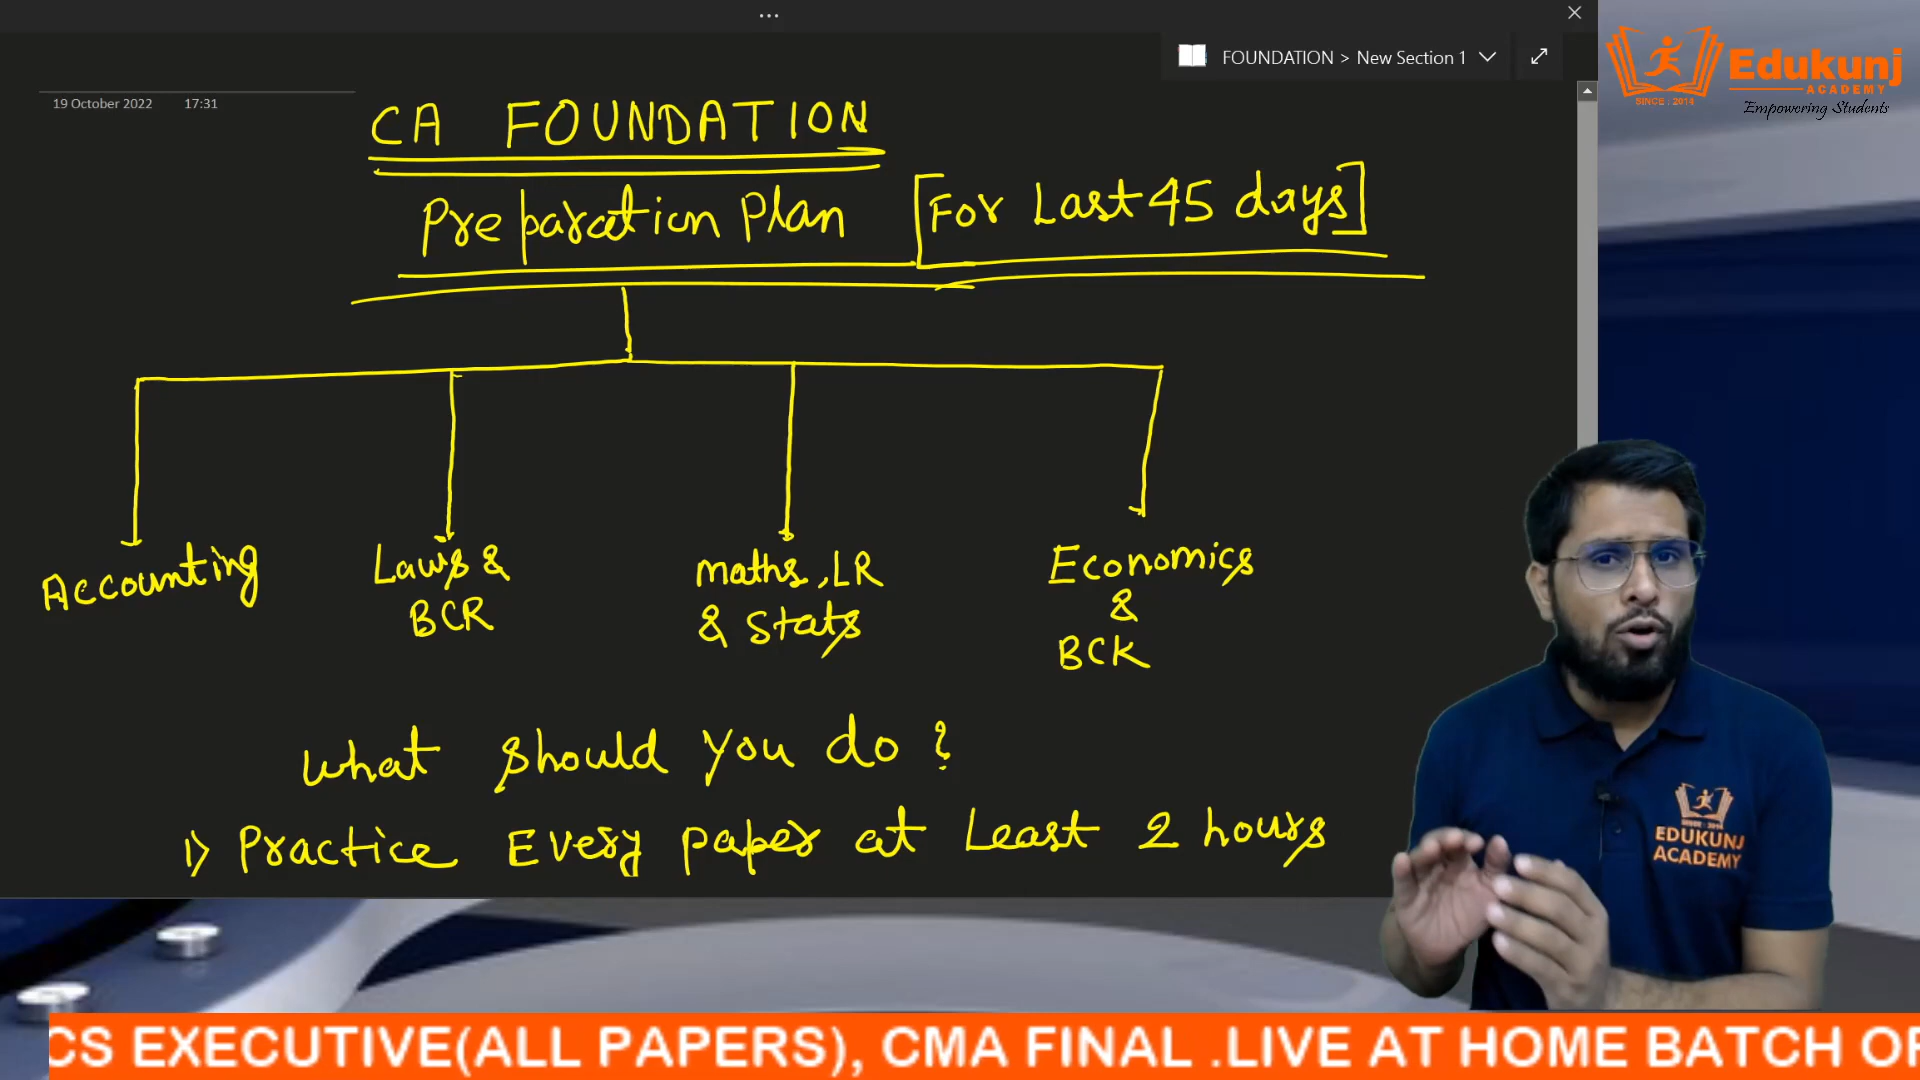 FOUNDATION > New Section 1
Edukunj
ACADEMY
SINCE : 2014
Empowering Students
19 October 2022 17:31
CA FOUNDATION
Preparation Plan [For Last 45 days]
Accounting
Laws &
BCR
maths, LR
& Stats
Economics
&
BCK
What should you do ?
1) Practice Every paper at Least 2 hours
EDUKUNJ
ACADEMY
CS EXECUTIVE(ALL PAPERS), CMA FINAL .LIVE AT HOME BATCH OF